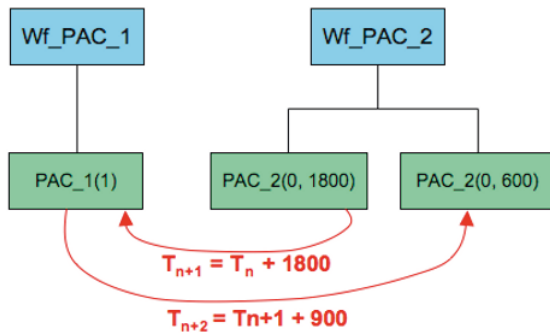 Wf_PAC_1 Wf_PAC_2
PAC_1(1) PAC_2(0, 1800) PAC_2(0, 600)
Tn+1 = Tn + 1800
Tn+2 = Tn+1 + 900